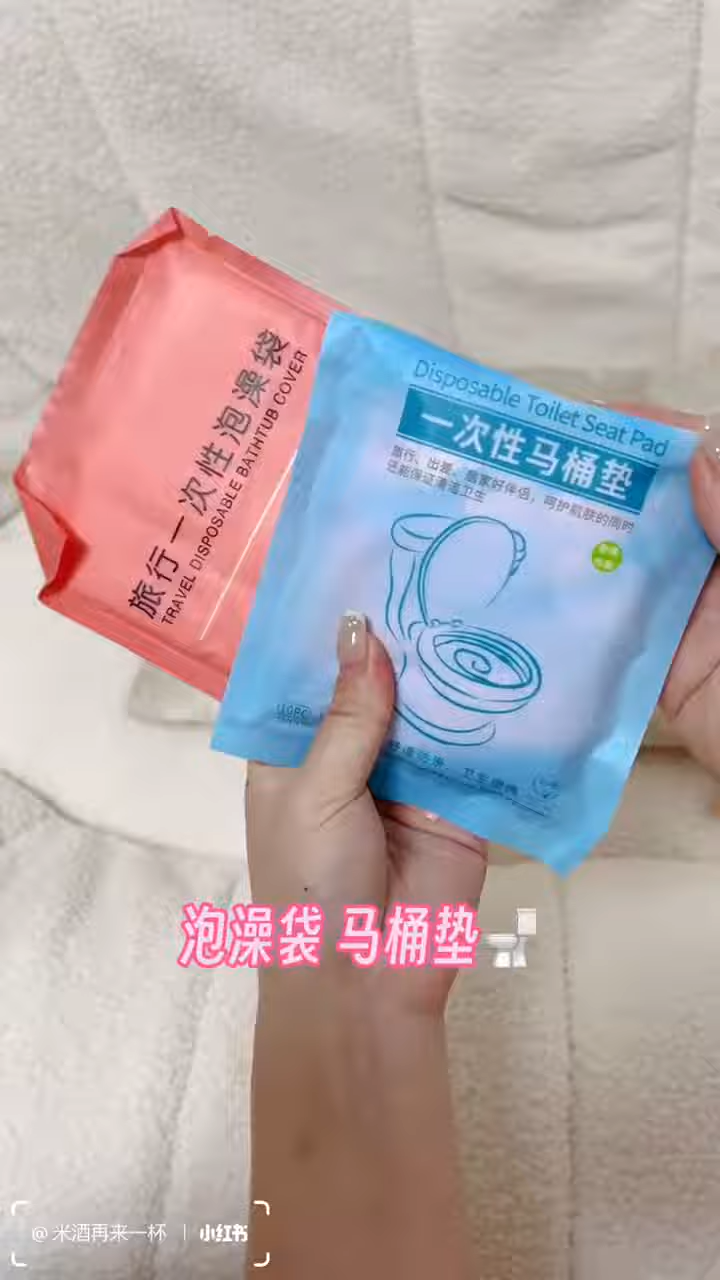 旅行一次性泡澡袋
TRAVEL DISPOSABLE BATHTUB COVER
Disposable Toilet Seat Pad
一次性马桶垫
旅行、出差、居家好伴侣，呵护肌肤的同时
还能保证清洁卫生
泡澡袋 马桶垫
@米酒再来一杯 | 小红书